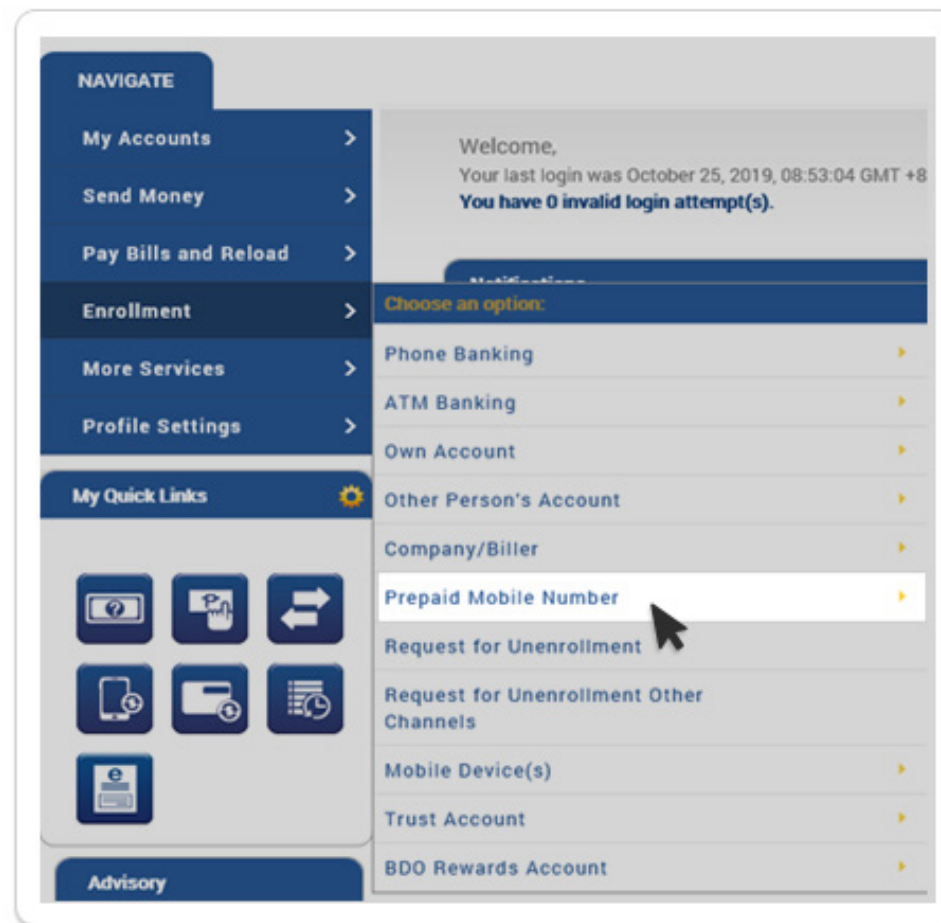 NAVIGATE
My Accounts
Send Money
Pay Bills and Reload
Enrollment
More Services
Profile Settings
My Quick Links
Advisory
Welcome,
Your last login was October 25, 2019, 08:53:04 GMT +8
You have 0 invalid login attempt(s).
Notifications
Choose an option:
Phone Banking
ATM Banking
Own Account
Other Person's Account
Company/Biller
Prepaid Mobile Number
Request for Unenrollment
Request for Unenrollment Other
Channels
Mobile Device(s)
Trust Account
BDO Rewards Account